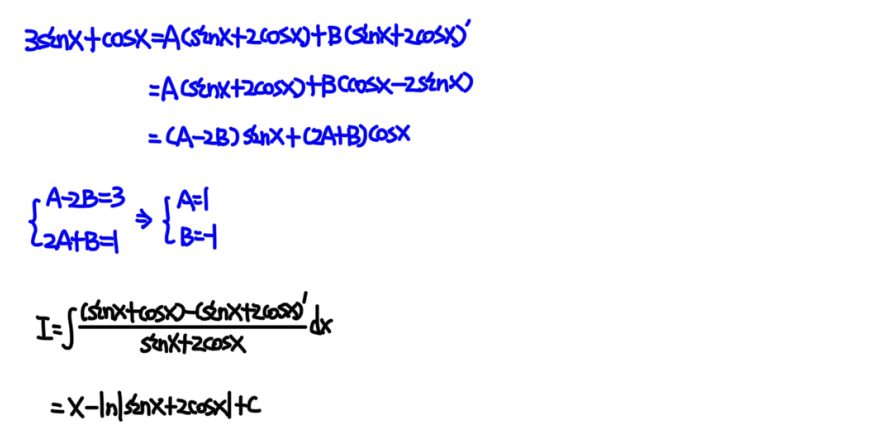 3sinx+cosx=A(sinx+2cosx)+B(sinx+2cosx)'
=A(sinx+2cosx)+B(cosx-2sinx)
=(A-2B)sinx+(2A+B)cosx
{A-2B=3 ⇒ {A=1
2A+B=1 B=-1
I=∫ (sinx+cosx)-(sinx+2cosx)' / sinx+2cosx dx
=x-ln|sinx+2cosx|+C